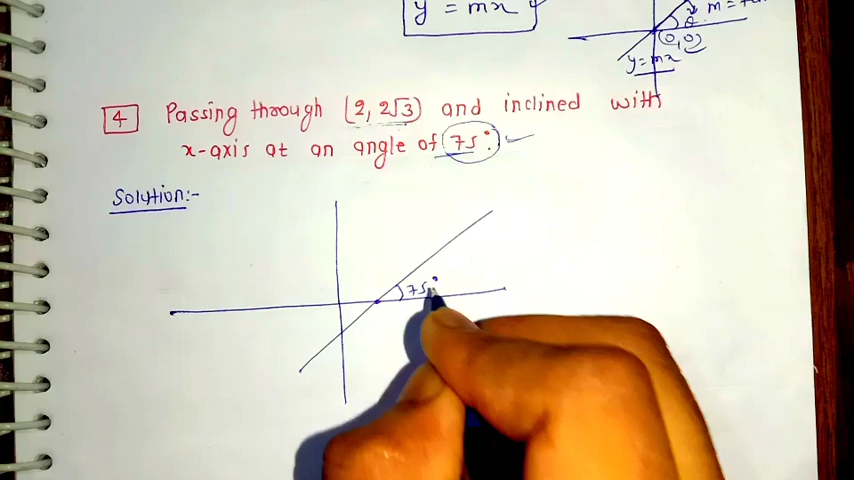 y = mx
m = 
θ
(0,0)
y = mx
4 Passing through (2, 2√3) and inclined with
x-axis at an angle of 75°.
Solution:-
75°